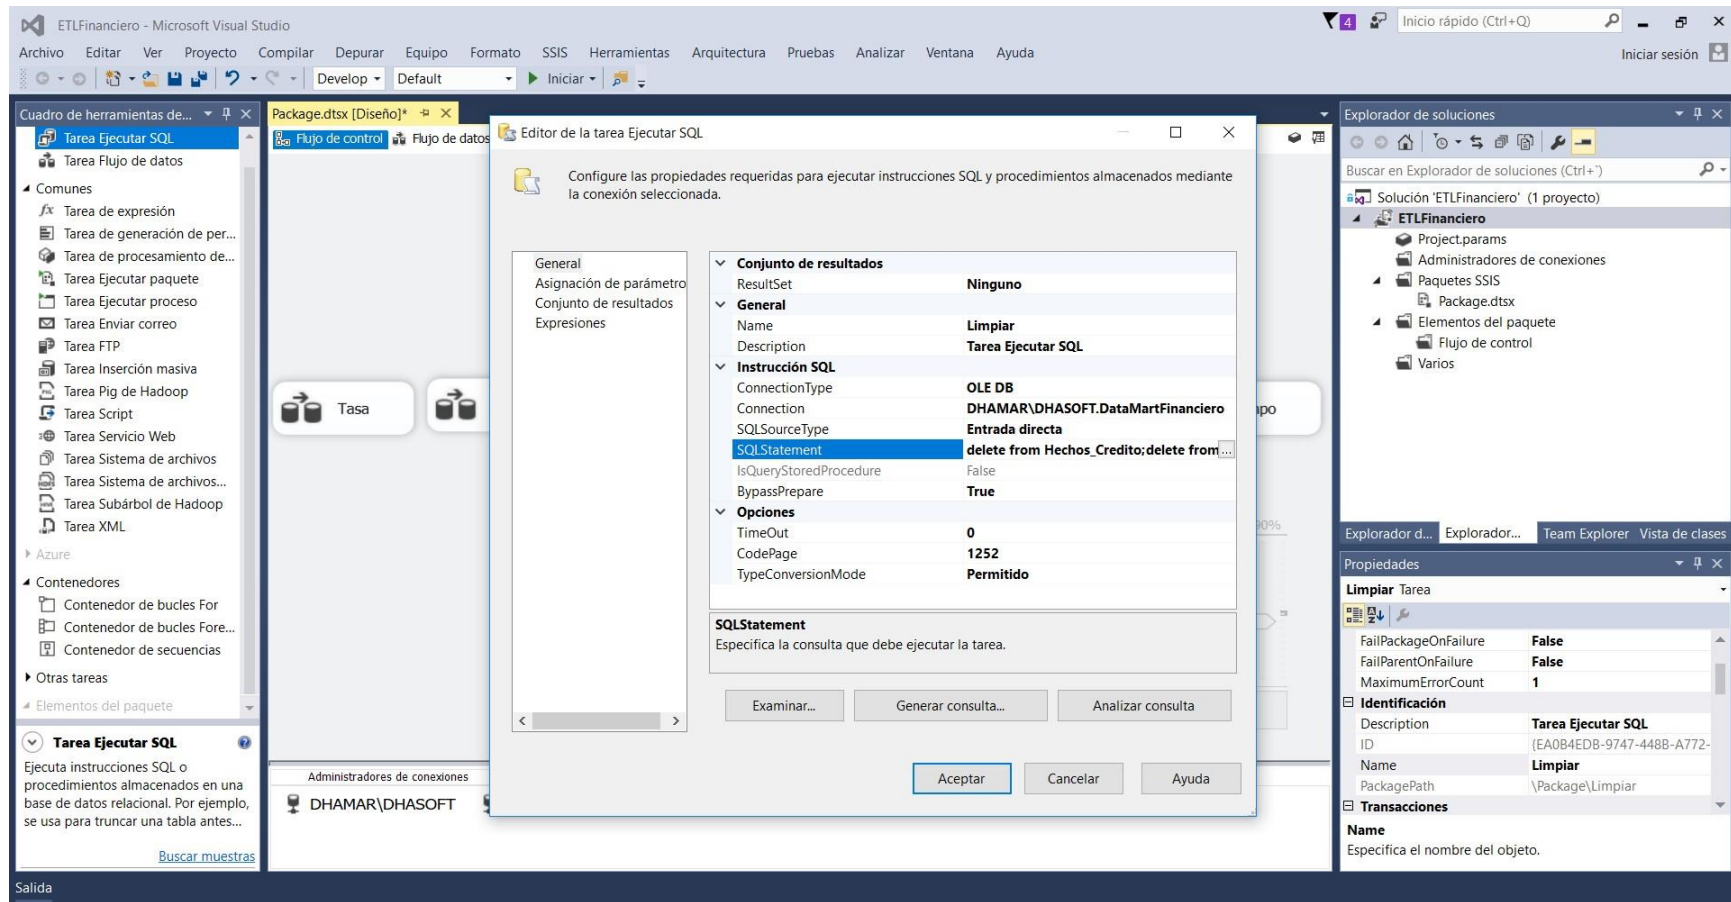 ETLFinanciero - Microsoft Visual Studio
4
Inicio rápido (Ctrl+Q)
Archivo Editar Ver Proyecto Compilar Depurar Equipo Formato SSIS Herramientas Arquitectura Pruebas Analizar Ventana Ayuda
Iniciar sesión
Develop Default Iniciar
Cuadro de herramientas de...
Tarea Ejecutar SQL
Tarea Flujo de datos
Comunes
fx Tarea de expresión
Tarea de generación de per...
Tarea de procesamiento de...
Tarea Ejecutar paquete
Tarea Ejecutar proceso
Tarea Enviar correo
Tarea FTP
Tarea Inserción masiva
Tarea Pig de Hadoop
Tarea Script
Tarea Servicio Web
Tarea Sistema de archivos
Tarea Sistema de archivos...
Tarea Subárbol de Hadoop
Tarea XML
Azure
Contenedores
Contenedor de bucles For
Contenedor de bucles Fore...
Contenedor de secuencias
Otras tareas
Elementos del paquete
Tarea Ejecutar SQL
Ejecuta instrucciones SQL o
procedimientos almacenados en una
base de datos relacional. Por ejemplo,
se usa para truncar una tabla antes...
Buscar muestras
Salida
Package.dtsx [Diseño]*
Flujo de control Flujo de datos
Tasa
po
90%
Administradores de conexiones
DHAMAR\DHASOFT
Editor de la tarea Ejecutar SQL
Configure las propiedades requeridas para ejecutar instrucciones SQL y procedimientos almacenados mediante
la conexión seleccionada.
General
Asignación de parámetro
Conjunto de resultados
Expresiones
Conjunto de resultados
ResultSet Ninguno
General
Name Limpiar
Description Tarea Ejecutar SQL
Instrucción SQL
ConnectionType OLE DB
Connection DHAMAR\DHASOFT.DataMartFinanciero
SQLSourceType Entrada directa
SQLStatement delete from Hechos_Credito;delete from ...
IsQueryStoredProcedure False
BypassPrepare True
Opciones
TimeOut 0
CodePage 1252
TypeConversionMode Permitido
SQLStatement
Especifica la consulta que debe ejecutar la tarea.
Examinar... Generar consulta... Analizar consulta
Aceptar Cancelar Ayuda
Explorador de soluciones
Buscar en Explorador de soluciones (Ctrl+¨)
Solución 'ETLFinanciero' (1 proyecto)
ETLFinanciero
Project.params
Administradores de conexiones
Paquetes SSIS
Package.dtsx
Elementos del paquete
Flujo de control
Varios
Explorador d... Explorador... Team Explorer Vista de clases
Propiedades
Limpiar Tarea
FailPackageOnFailure False
FailParentOnFailure False
MaximumErrorCount 1
Identificación
Description Tarea Ejecutar SQL
ID {EA0B4EDB-9747-448B-A772-
Name Limpiar
PackagePath \Package\Limpiar
Transacciones
Name
Especifica el nombre del objeto.